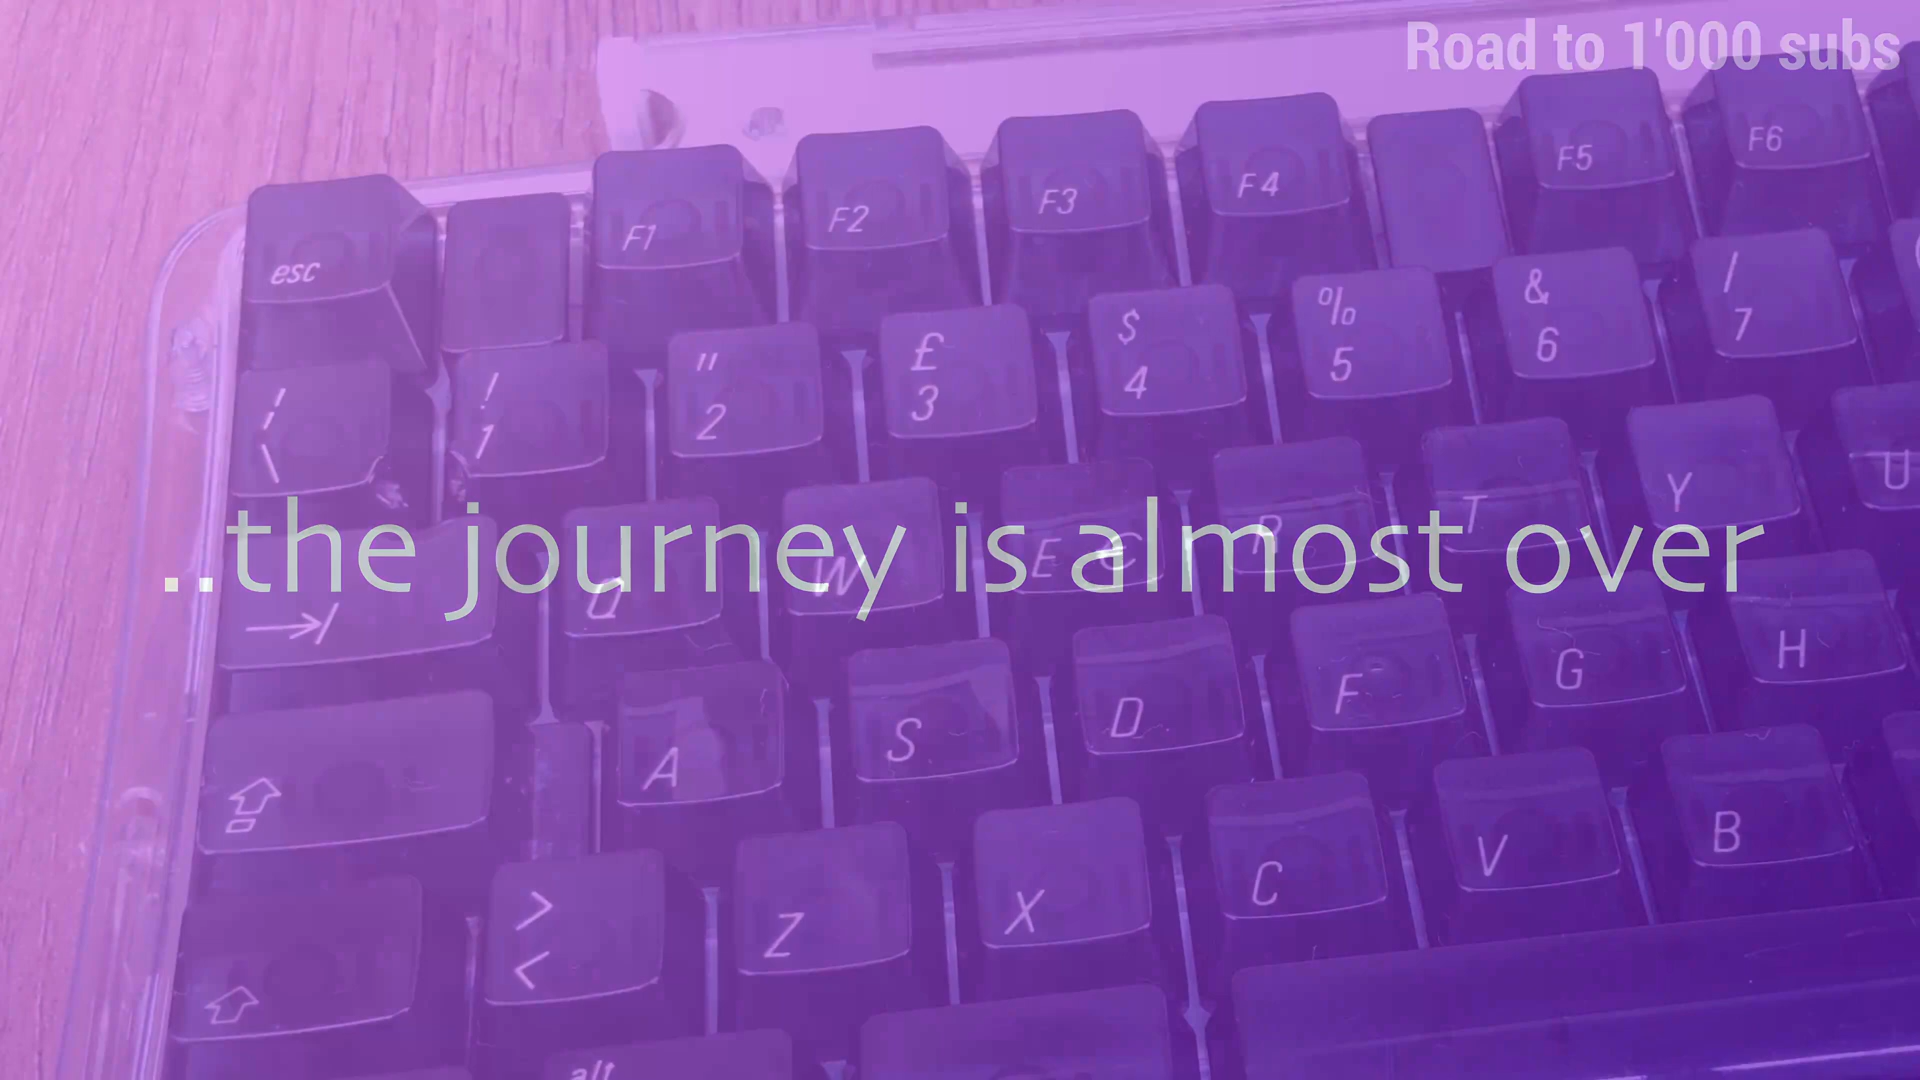 Road to 1'000 subs
esc F1 F2 F3 F4 F5 F6
! " £ $ % & /
\ 1 2 3 4 5 6 7
..the journey is almost over
Q W E R T Y U
A S D F G H
> < Z X C V B
alt